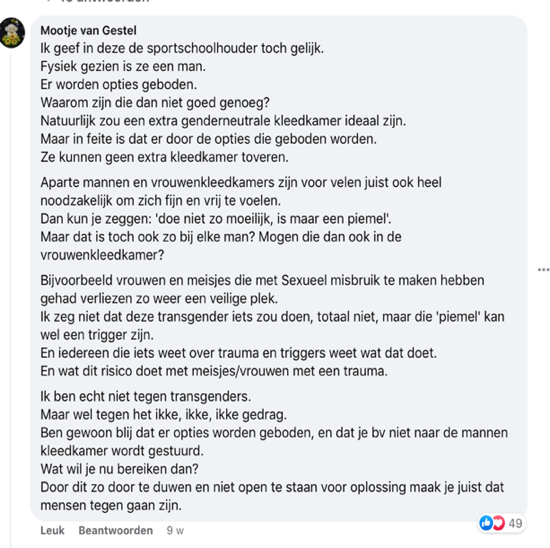 Mootje van Gestel
Ik geef in deze de sportschoolhouder toch gelijk.
Fysiek gezien is ze een man.
Er worden opties geboden.
Waarom zijn die dan niet goed genoeg?
Natuurlijk zou een extra genderneutrale kleedkamer ideaal zijn.
Maar in feite is dat er door de opties die geboden worden.
Ze kunnen geen extra kleedkamer toveren.
Aparte mannen en vrouwenkleedkamers zijn voor velen juist ook heel
noodzakelijk om zich fijn en vrij te voelen.
Dan kun je zeggen: 'doe niet zo moeilijk, is maar een piemel'.
Maar dat is toch ook zo bij elke man? Mogen die dan ook in de
vrouwenkleedkamer?
Bijvoorbeeld vrouwen en meisjes die met Sexueel misbruik te maken hebben
gehad verliezen zo weer een veilige plek.
Ik zeg niet dat deze transgender iets zou doen, totaal niet, maar die 'piemel' kan
wel een trigger zijn.
En iedereen die iets weet over trauma en triggers weet wat dat doet.
En wat dit risico doet met meisjes/vrouwen met een trauma.
Ik ben echt niet tegen transgenders.
Maar wel tegen het ikke, ikke, ikke gedrag.
Ben gewoon blij dat er opties worden geboden, en dat je bv niet naar de mannen
kleedkamer wordt gestuurd.
Wat wil je nu bereiken dan?
Door dit zo door te duwen en niet open te staan voor oplossing maak je juist dat
mensen tegen gaan zijn.
Leuk Beantwoorden 9 w
49